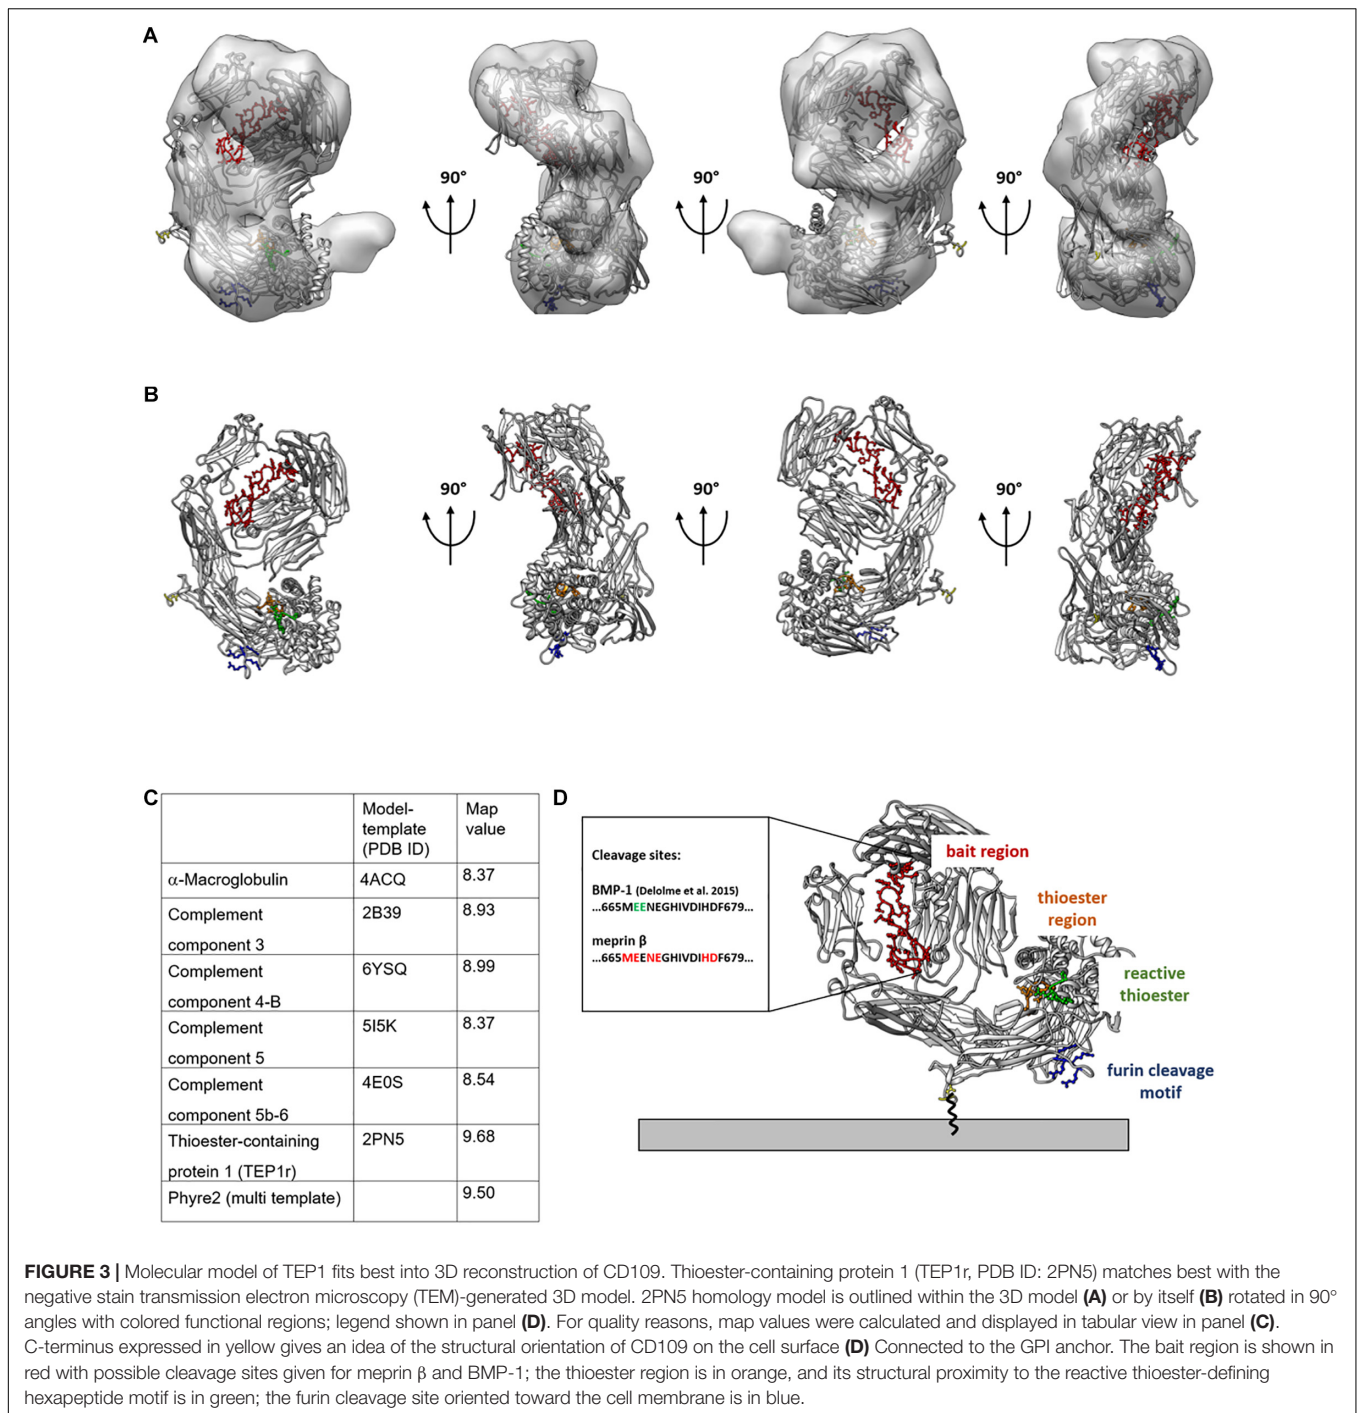 A
90°
90°
90°
B
90°
90°
90°
C
Model-
template
(PDB ID)
Map
value
α-Macroglobulin
4ACQ
8.37
Complement
component 3
2B39
8.93
Complement
component 4-B
6YSQ
8.99
Complement
component 5
5I5K
8.37
Complement
component 5b-6
4E0S
8.54
Thioester-containing
protein 1 (TEP1r)
2PN5
9.68
Phyre2 (multi template)
9.50
D
Cleavage sites:
BMP-1 (Delolme et al. 2015)
...665MEENEGHIVDIHDF679...
meprin β
...665MEENEGHIVDIHDF679...
bait region
thioester
region
reactive
thioester
furin cleavage
motif
FIGURE 3 | Molecular model of TEP1 fits best into 3D reconstruction of CD109. Thioester-containing protein 1 (TEP1r, PDB ID: 2PN5) matches best with the
negative stain transmission electron microscopy (TEM)-generated 3D model. 2PN5 homology model is outlined within the 3D model (A) or by itself (B) rotated in 90°
angles with colored functional regions; legend shown in panel (D). For quality reasons, map values were calculated and displayed in tabular view in panel (C).
C-terminus expressed in yellow gives an idea of the structural orientation of CD109 on the cell surface (D) Connected to the GPI anchor. The bait region is shown in
red with possible cleavage sites given for meprin β and BMP-1; the thioester region is in orange, and its structural proximity to the reactive thioester-defining
hexapeptide motif is in green; the furin cleavage site oriented toward the cell membrane is in blue.